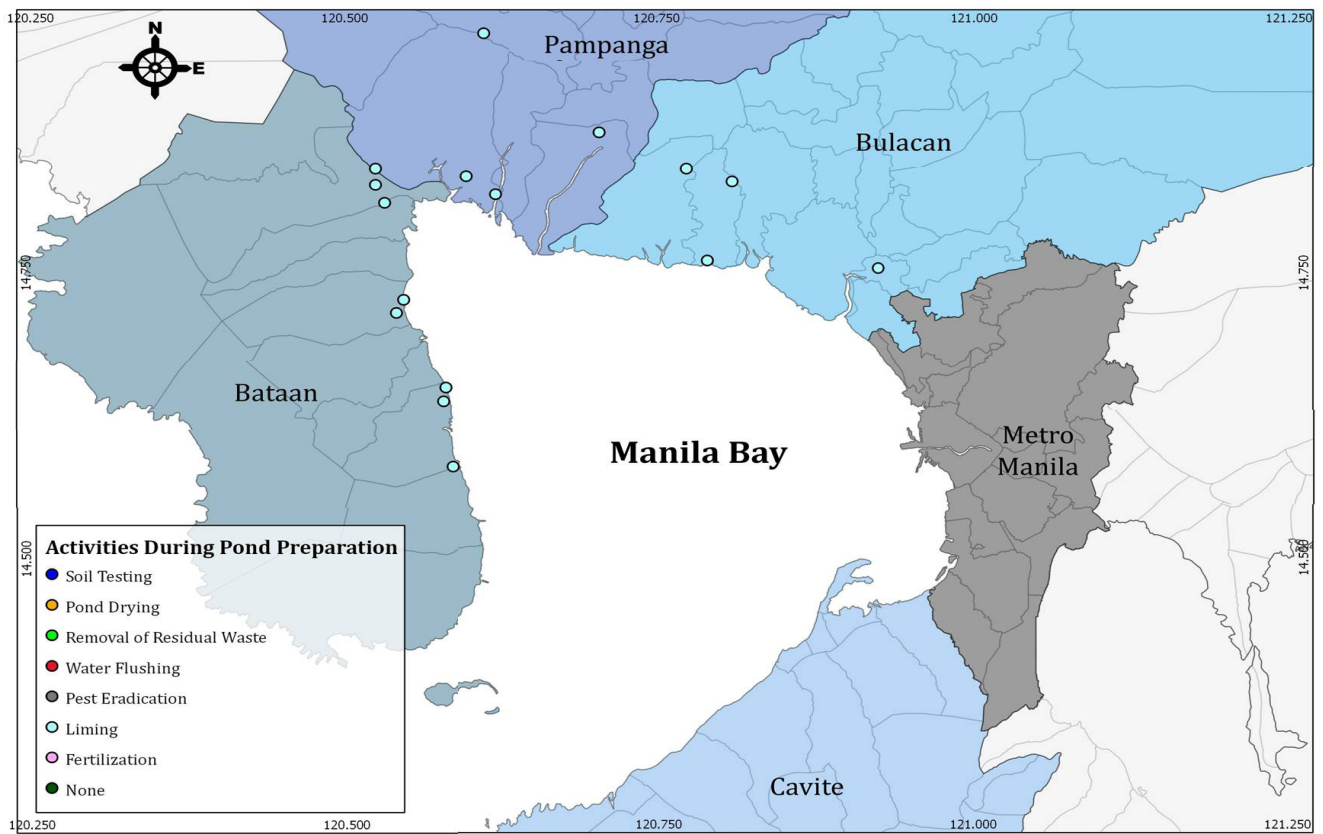 120.250 120.500 120.750 121.000 121.250
N
E
Pampanga
Bulacan
14.750 14.750
Bataan
Manila Bay
Metro
Manila
14.500 14.500
Activities During Pond Preparation
Soil Testing
Pond Drying
Removal of Residual Waste
Water Flushing
Pest Eradication
Liming
Fertilization
None
Cavite
120.250 120.500 120.750 121.000 121.250